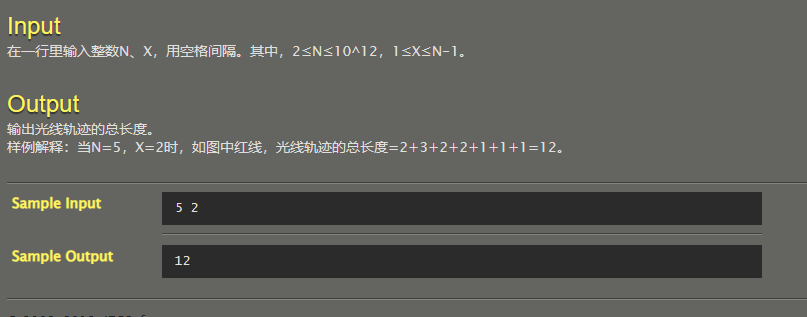 Input
在一行里输入整数N、X，用空格间隔。其中，2≤N≤10^12，1≤X≤N-1。
Output
输出光线轨迹的总长度。
样例解释：当N=5，X=2时，如图中红线，光线轨迹的总长度=2+3+2+2+1+1+1=12。
Sample Input
5 2
Sample Output
12